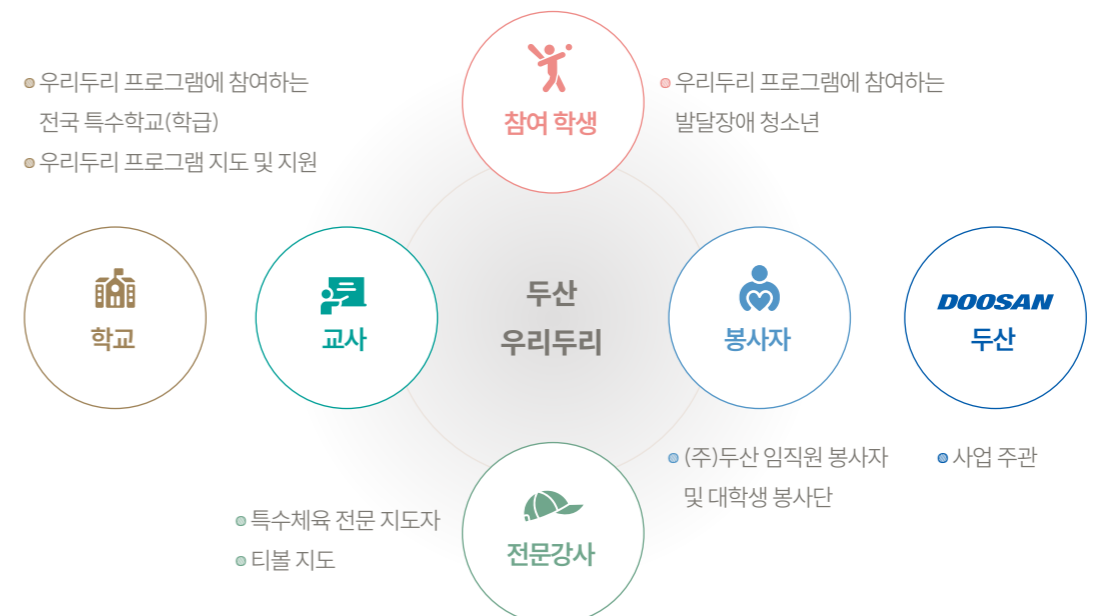 우리두리 프로그램에 참여하는
전국 특수학교(학급)
우리두리 프로그램 지도 및 지원
참여 학생
우리두리 프로그램에 참여하는
발달장애 청소년
학교
교사
두산
우리두리
봉사자
DOOSAN
두산
(주)두산 임직원 봉사자
및 대학생 봉사단
사업 주관
특수체육 전문 지도자
티볼 지도
전문강사